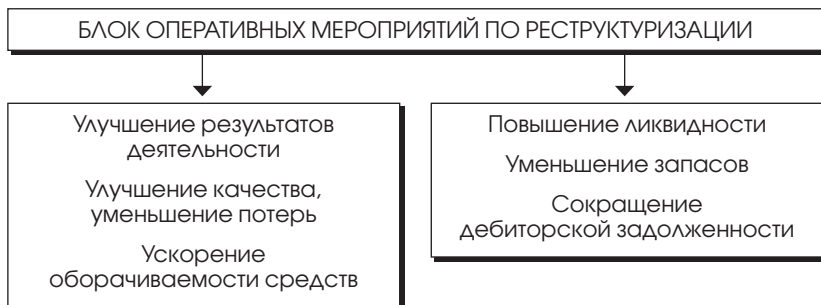 БЛОК ОПЕРАТИВНЫХ МЕРОПРИЯТИЙ ПО РЕСТРУКТУРИЗАЦИИ
Улучшение результатов
деятельности
Улучшение качества,
уменьшение потерь
Ускорение
оборачиваемости средств
Повышение ликвидности
Уменьшение запасов
Сокращение
дебиторской задолженности